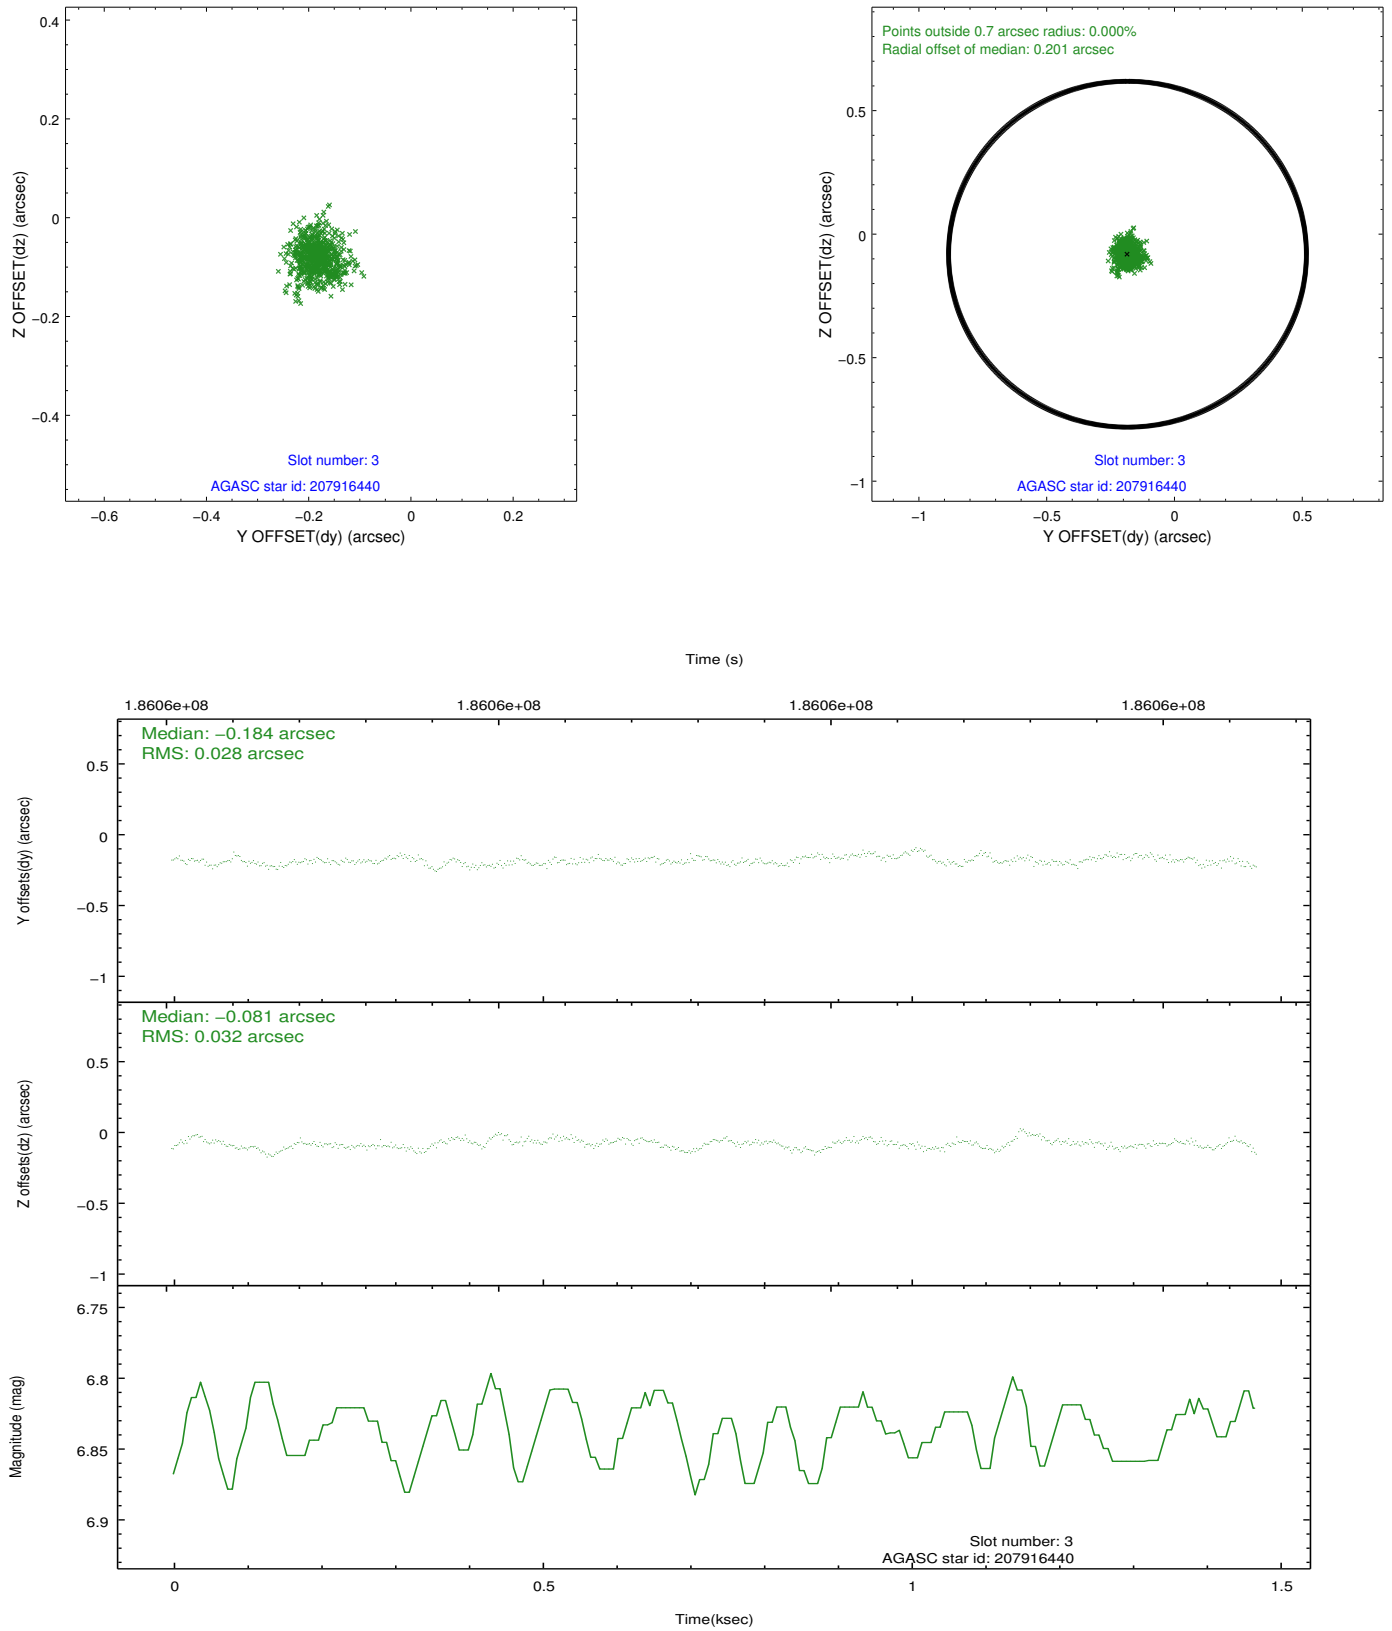 0.4
0.2
0
−0.2
−0.4
Z OFFSET(dz) (arcsec)
Slot number: 3
AGASC star id: 207916440
−0.6 −0.4 −0.2 0 0.2
Y OFFSET(dy) (arcsec)
Points outside 0.7 arcsec radius: 0.000%
Radial offset of median: 0.201 arcsec
0.5
0
−0.5
−1
Z OFFSET(dz) (arcsec)
Slot number: 3
AGASC star id: 207916440
−1 −0.5 0 0.5
Y OFFSET(dy) (arcsec)
Time (s)
1.8606e+08 1.8606e+08 1.8606e+08 1.8606e+08
Median: −0.184 arcsec
RMS: 0.028 arcsec
0.5
0
−0.5
−1
Y offsets(dy) (arcsec)
Median: −0.081 arcsec
RMS: 0.032 arcsec
0.5
0
−0.5
−1
Z offsets(dz) (arcsec)
6.75
6.8
6.85
6.9
Magnitude (mag)
Slot number: 3
AGASC star id: 207916440
0 0.5 1 1.5
Time(ksec)